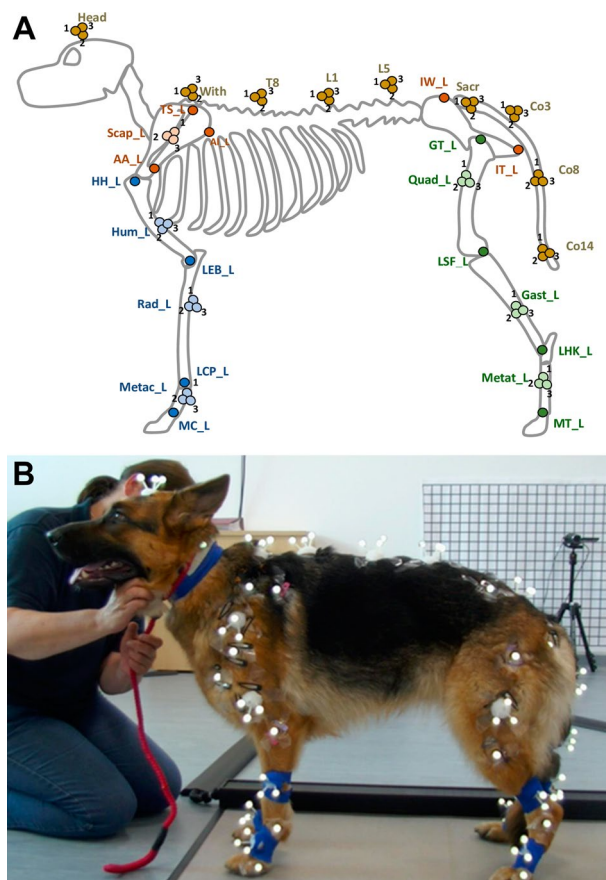 A
Head
1 3
2
With
3
1 2
T8
1 3
2
L1
1 3
2
L5
3
1
2
IW_L
Sacr
1 3
2
Co3
1 3
2
TS_L
Scap_L
1
2
3
AI_L
AA_L
HH_L
GT_L
IT_L
Quad_L
1
2 3
Co8
1
2 3
Hum_L
1
3
2
LEB_L
LSF_L
Co14
1
2 3
Rad_L
1
2
3
Gast_L
1
2 3
LCP_L
LHK_L
Metac_L
1
2
3
Metat_L
1
2
3
MC_L
MT_L
B